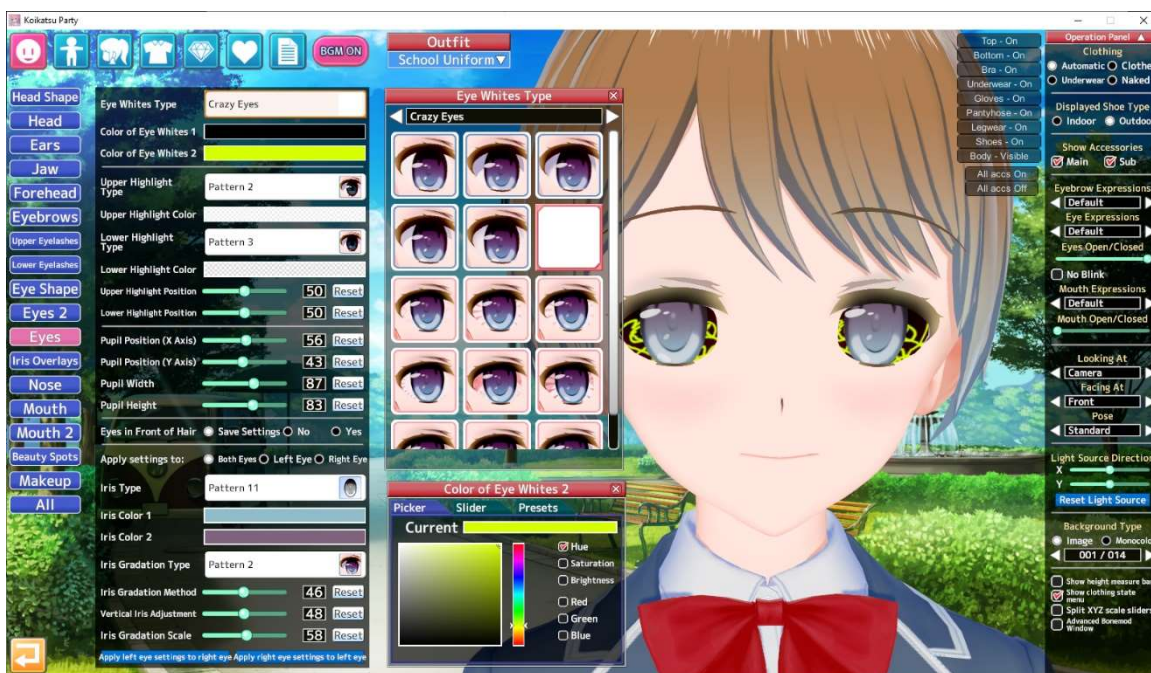 Koikatsu Party
BGM ON
Outfit
School Uniform▼
Head Shape
Head
Ears
Jaw
Forehead
Eyebrows
Upper Eyelashes
Lower Eyelashes
Eye Shape
Eyes 2
Eyes
Iris Overlays
Nose
Mouth
Mouth 2
Beauty Spots
Makeup
All
Eye Whites Type
Crazy Eyes
Color of Eye Whites 1
Color of Eye Whites 2
Upper Highlight
Type
Pattern 2
Upper Highlight Color
Lower Highlight
Type
Pattern 3
Lower Highlight Color
Upper Highlight Position 50 Reset
Lower Highlight Position 50 Reset
Pupil Position (X Axis) 56 Reset
Pupil Position (Y Axis) 43 Reset
Pupil Width 87 Reset
Pupil Height 83 Reset
Eyes in Front of Hair Save Settings No Yes
Apply settings to: Both Eyes Left Eye Right Eye
Iris Type Pattern 11
Iris Color 1
Iris Color 2
Iris Gradation Type Pattern 2
Iris Gradation Method 46 Reset
Vertical Iris Adjustment 48 Reset
Iris Gradation Scale 58 Reset
Apply left eye settings to right eye Apply right eye settings to left eye
Eye Whites Type
Crazy Eyes
Color of Eye Whites 2
Picker Slider Presets
Current
Hue
Saturation
Brightness
Red
Green
Blue
Top - On
Bottom - On
Bra - On
Underwear - On
Gloves - On
Pantyhose - On
Legwear - On
Shoes - On
Body - Visible
All accs On
All accs Off
Operation Panel
Clothing
Automatic Clothe
Underwear Naked
Displayed Shoe Type
Indoor Outdoo
Show Accessories
Main Sub
Eyebrow Expressions
Default
Eye Expressions
Default
Eyes Open/Closed
No Blink
Mouth Expressions
Default
Mouth Open/Closed
Looking At
Camera
Facing At
Front
Pose
Standard
Light Source Direction
X
Y
Reset Light Source
Background Type
Image Monocolo
001 / 014
Show height measure ba
Show clothing state
menu
Split XYZ scale sliders
Advanced Bonemod
Window